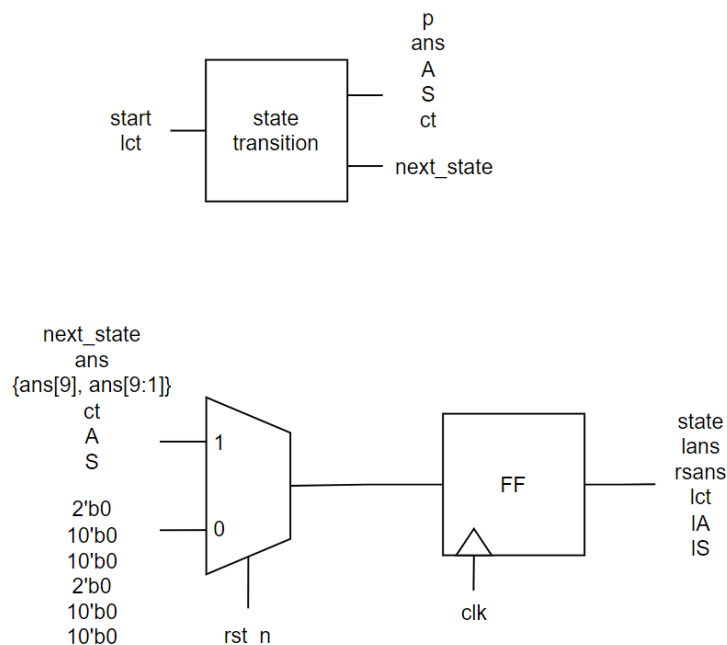 p
ans
A
S
ct
start
lct
state
transition
next_state
next_state
ans
{ans[9], ans[9:1]}
ct
A
S
1
2'b0
10'b0
10'b0
2'b0
10'b0
10'b0
0
rst_n
FF
clk
state
lans
rsans
lct
lA
lS